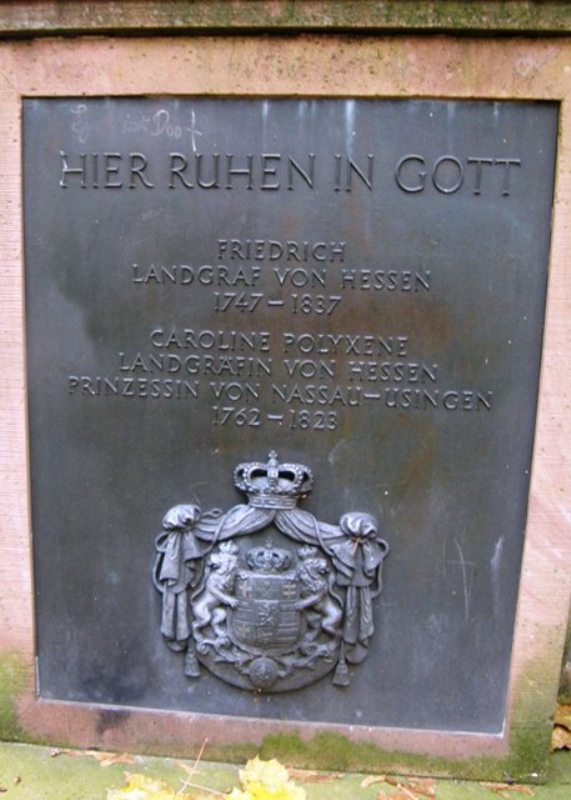 HIER RUHEN IN GOTT
FRIEDRICH
LANDGRAF VON HESSEN
1747 – 1837
CAROLINE POLYXENE
LANDGRÄFIN VON HESSEN
PRINZESSIN VON NASSAU–USINGEN
1762 – 1823